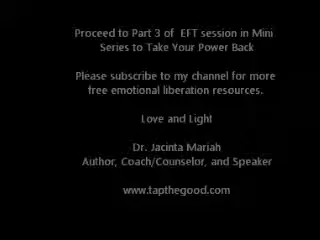 Proceed to Part 3 of EFT session in Mini
Series to Take Your Power Back
Please subscribe to my channel for more
free emotional liberation resources.
Love and Light
Dr. Jacinta Mariah
Author, Coach/Counselor, and Speaker
www.tapthegood.com